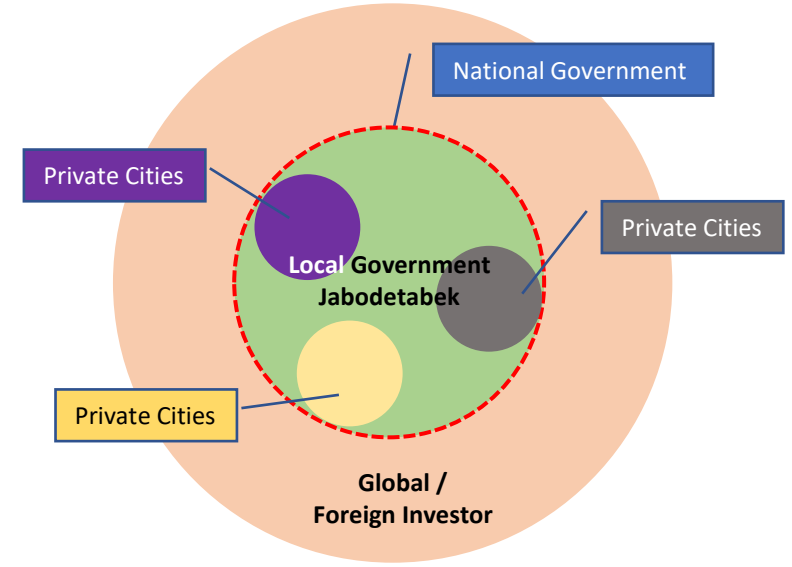 National Government
Private Cities
Private Cities
Local Government
Jabodetabek
Private Cities
Global /
Foreign Investor